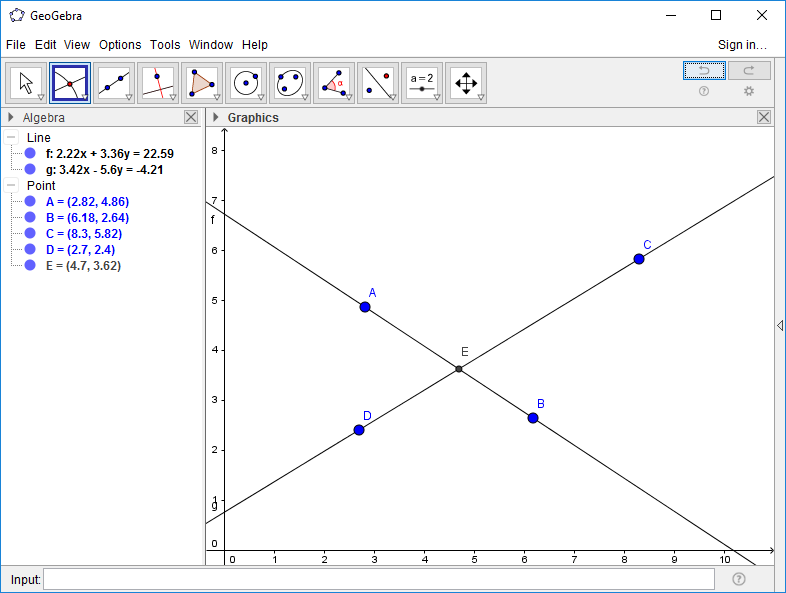 GeoGebra
File Edit View Options Tools Window Help Sign in...
α a = 2
Algebra
Line
f: 2.22x + 3.36y = 22.59
g: 3.42x - 5.6y = -4.21
Point
A = (2.82, 4.86)
B = (6.18, 2.64)
C = (8.3, 5.82)
D = (2.7, 2.4)
E = (4.7, 3.62)
Graphics
8
7
f
6
5
4
3
2
1
g
0
C
A
E
B
D
0 1 2 3 4 5 6 7 8 9 10
Input: